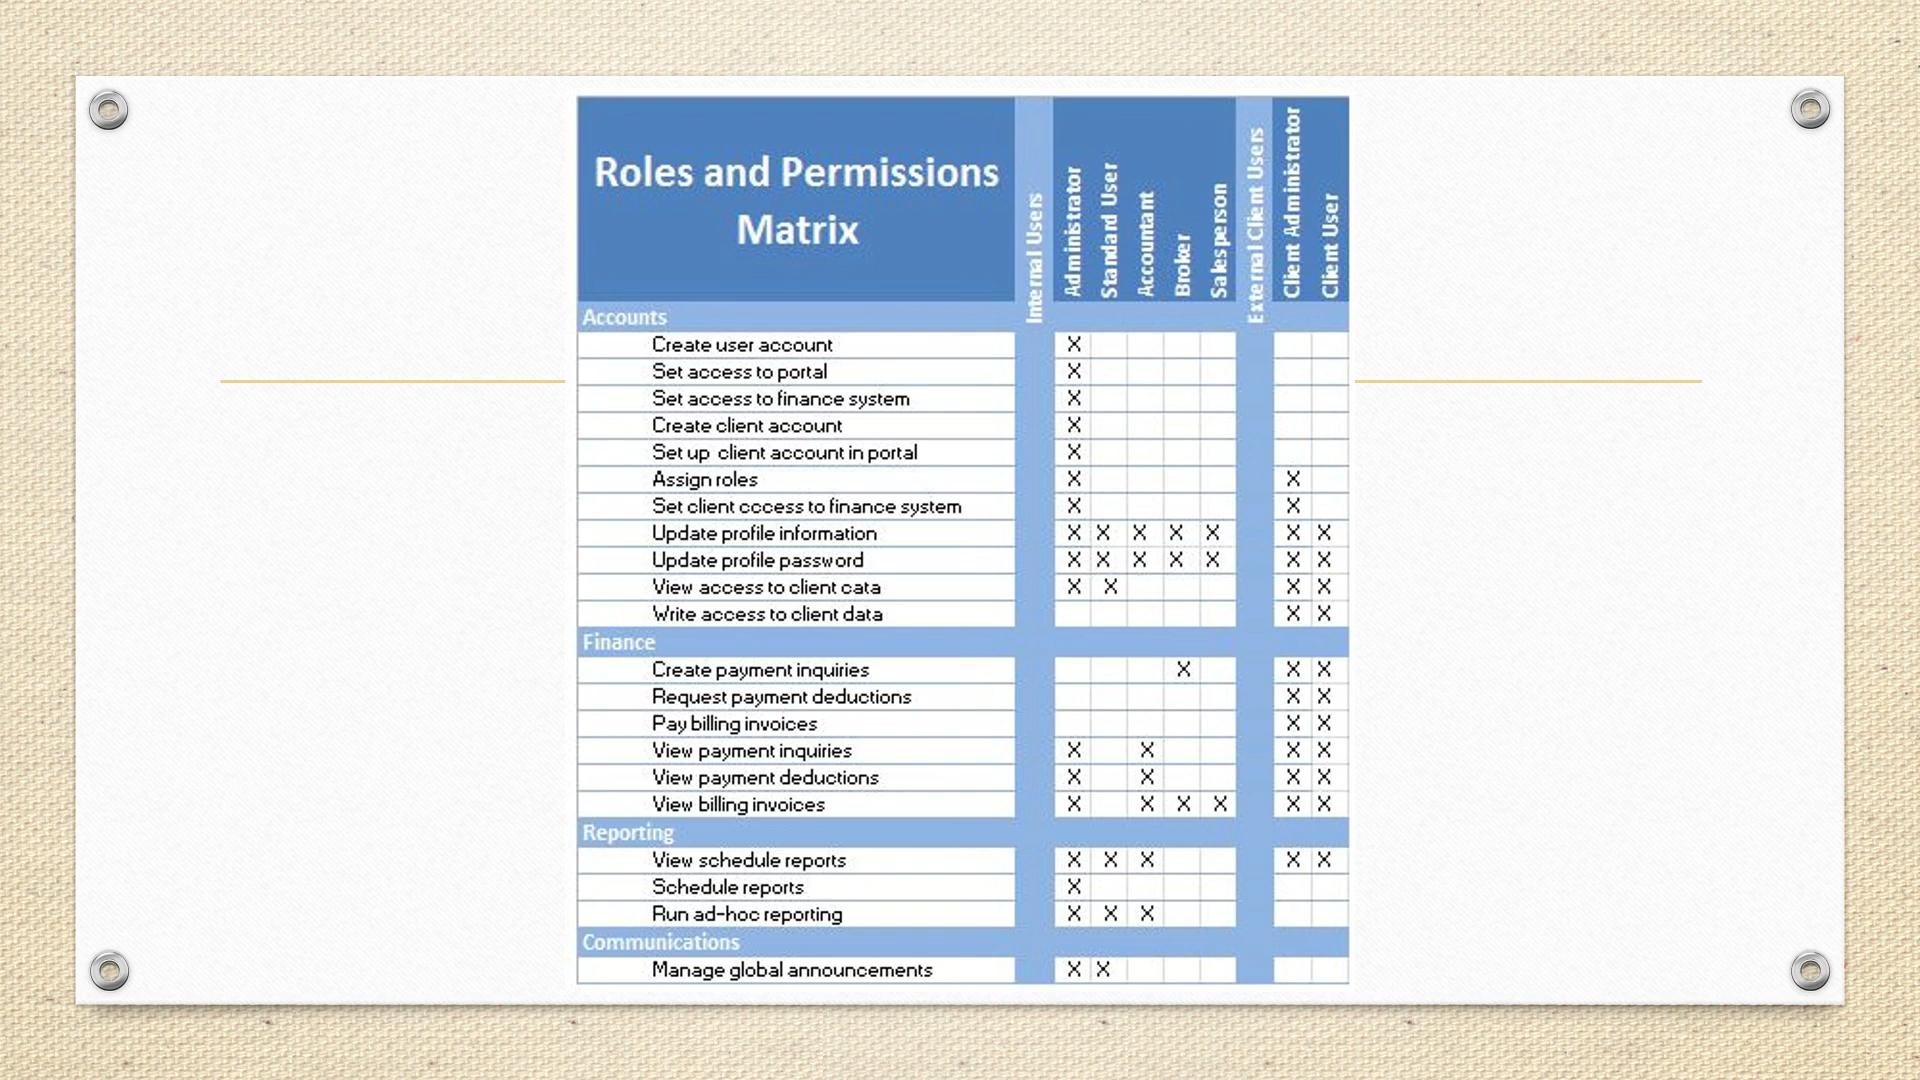 Roles and Permissions
Matrix
Internal Users
Administrator
Standard User
Accountant
Broker
Salesperson
External Client Users
Client Administrator
Client User
Accounts
Create user account X
Set access to portal X
Set access to finance system X
Create client account X
Set up client account in portal X
Assign roles X X
Set client cccess to finance system X X
Update profile information X X X X X X X
Update profile password X X X X X X X
View access to client cata X X X X
Write access to client data X X
Finance
Create payment inquiries X X X
Request payment deductions X X
Pay billing invoices X X
View payment inquiries X X X X
View payment deductions X X X X
View billing invoices X X X X X X
Reporting
View schedule reports X X X X X
Schedule reports X
Run ad-hoc reporting X X X
Communications
Manage global announcements X X